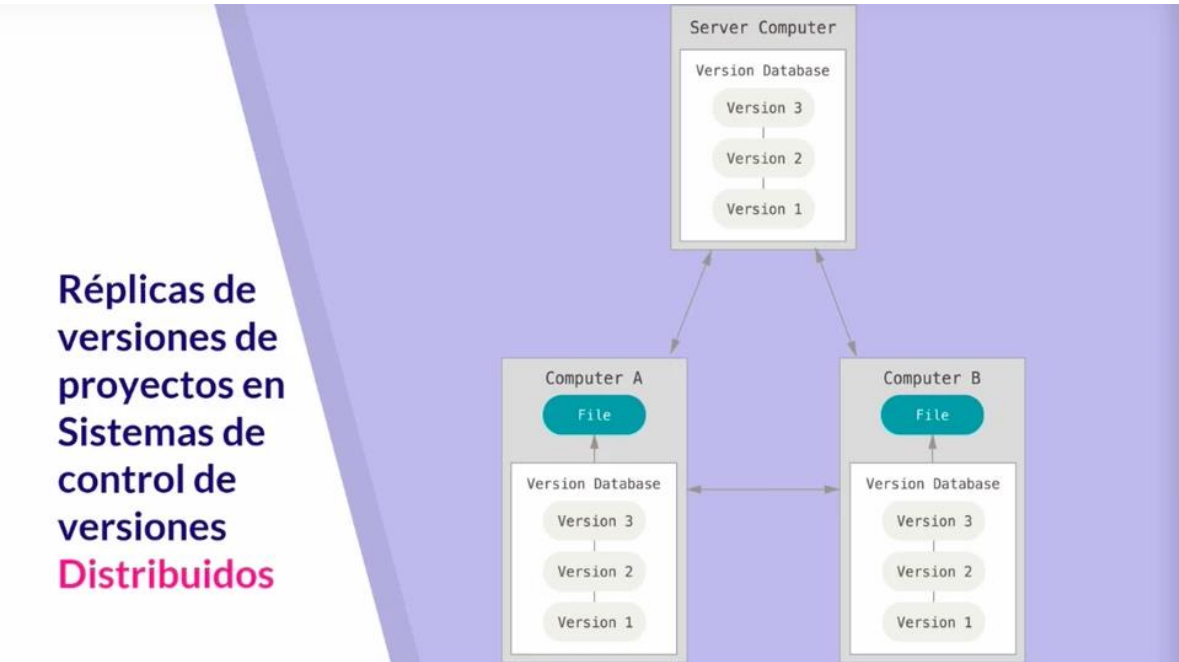 Réplicas de
versiones de
proyectos en
Sistemas de
control de
versiones
Distribuidos
Server Computer
Version Database
Version 3
Version 2
Version 1
Computer A
File
Version Database
Version 3
Version 2
Version 1
Computer B
File
Version Database
Version 3
Version 2
Version 1